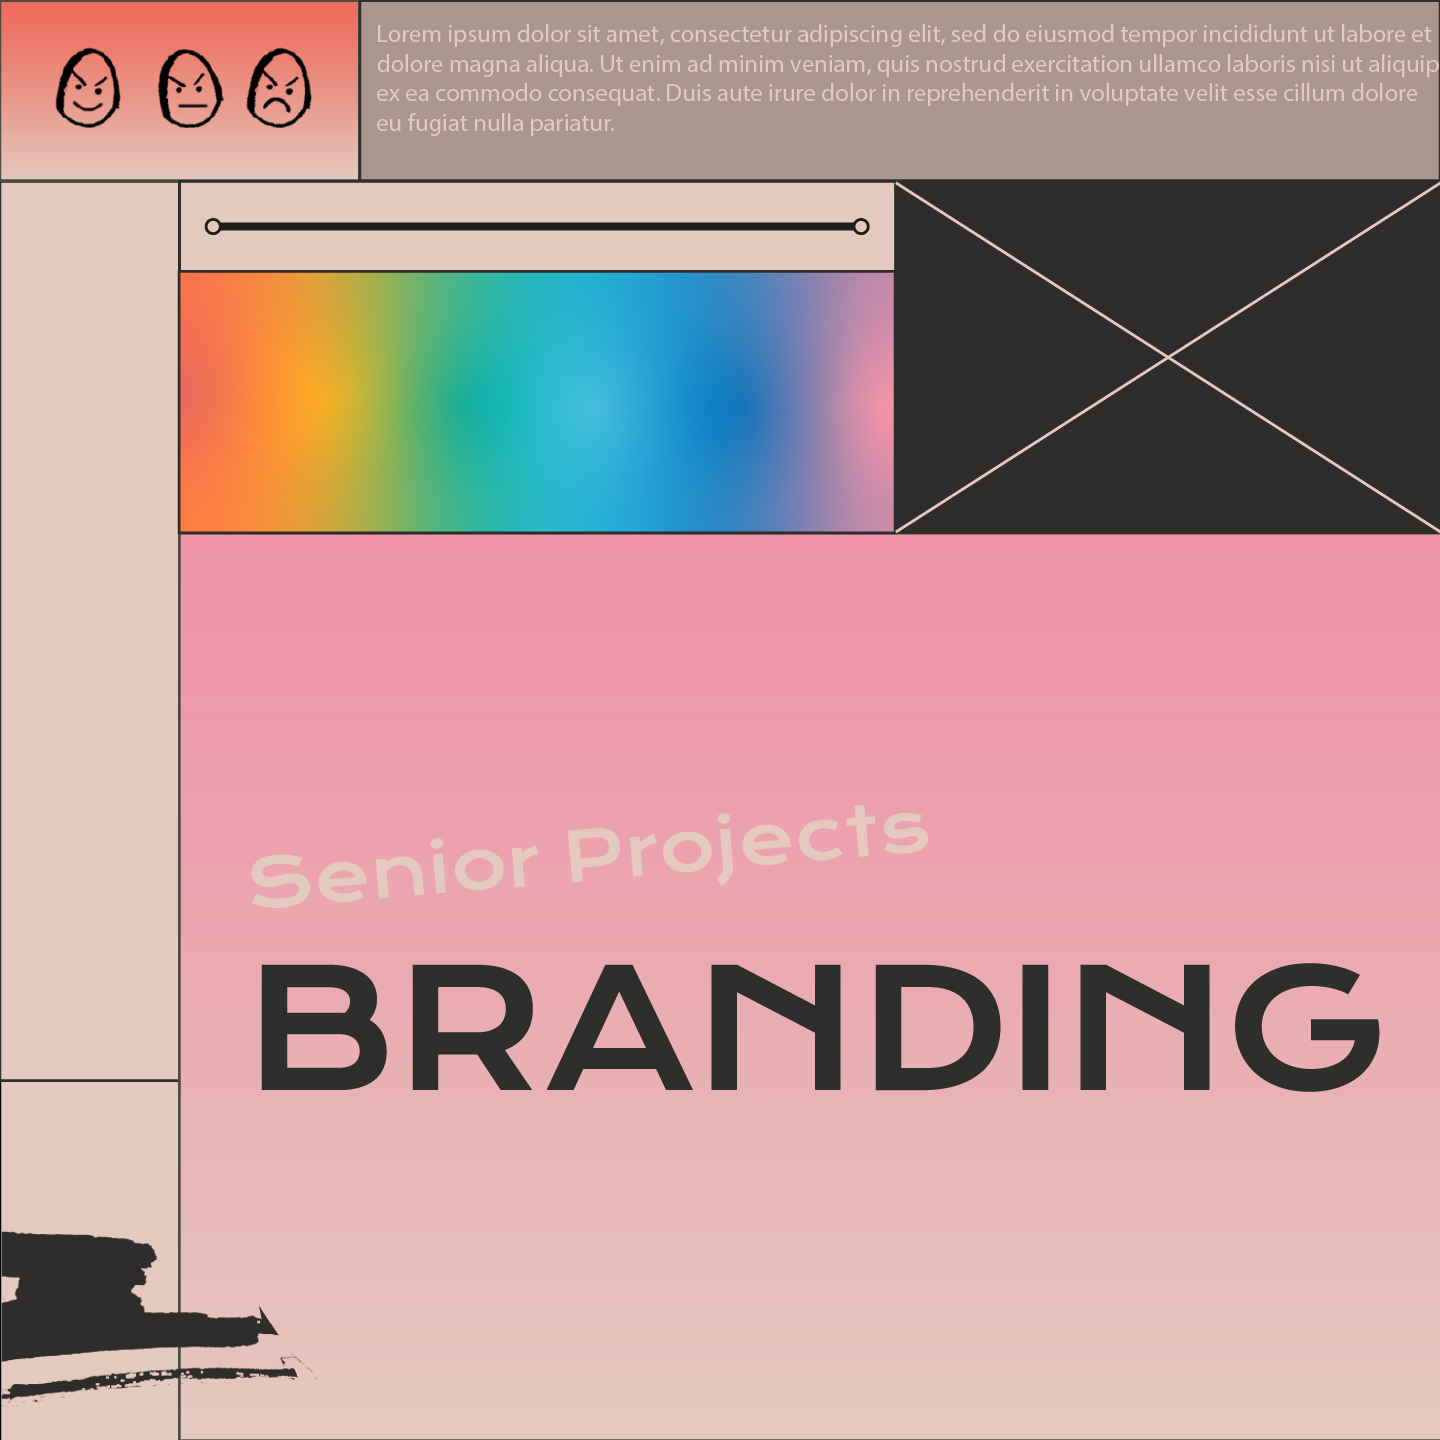 Lorem ipsum dolor sit amet, consectetur adipiscing elit, sed do eiusmod tempor incididunt ut labore et
dolore magna aliqua. Ut enim ad minim veniam, quis nostrud exercitation ullamco laboris nisi ut aliquip
ex ea commodo consequat. Duis aute irure dolor in reprehenderit in voluptate velit esse cillum dolore
eu fugiat nulla pariatur.
Senior Projects
BRANDING